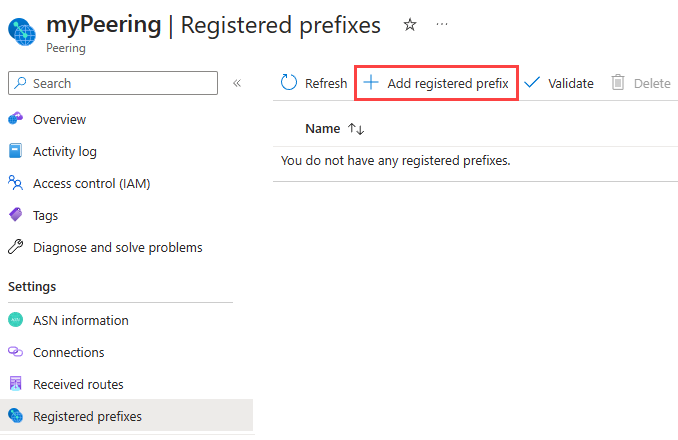 myPeering | Registered prefixes
Peering
Search
Refresh Add registered prefix Validate Delete
Overview
Activity log
Access control (IAM)
Tags
Diagnose and solve problems
Settings
ASN information
Connections
Received routes
Registered prefixes
Name
You do not have any registered prefixes.